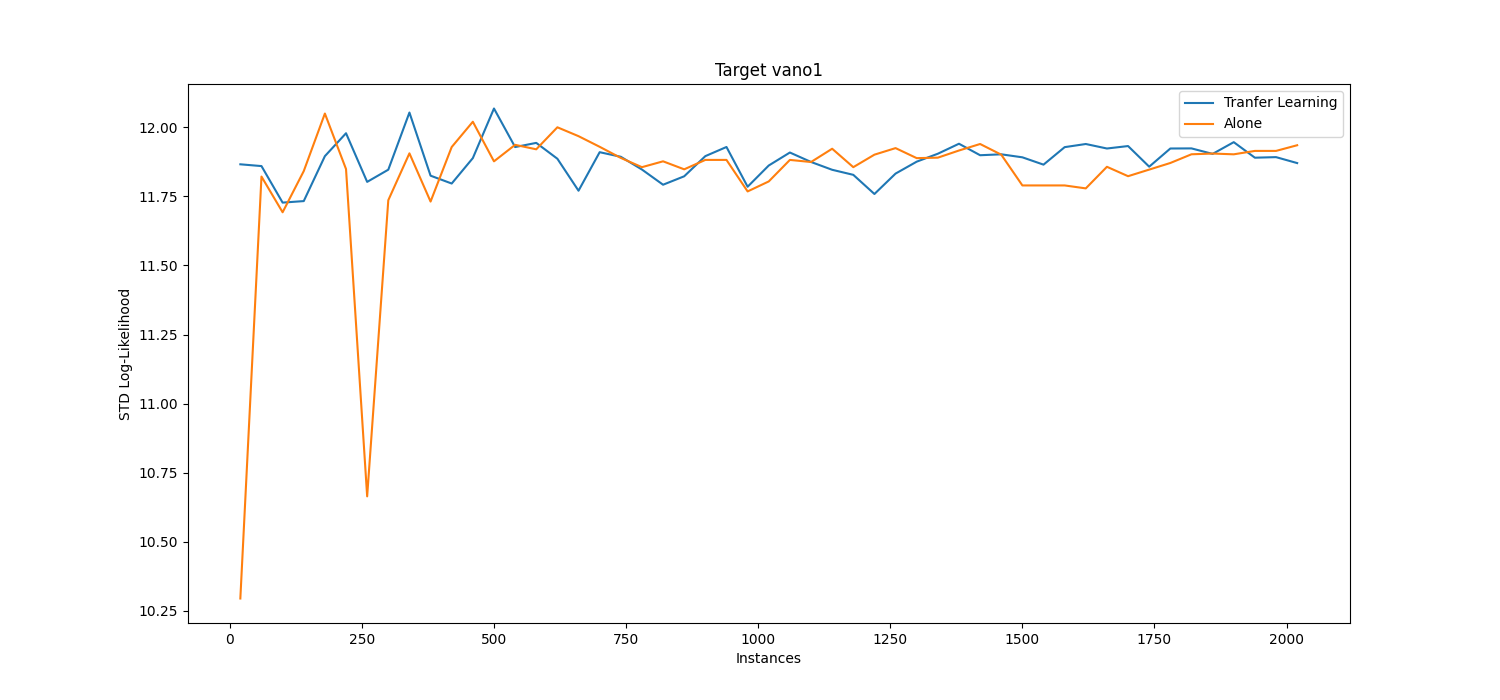 Target vano1
Tranfer Learning
Alone
12.00
11.75
11.50
11.25
11.00
10.75
10.50
10.25
STD Log-Likelihood
0 250 500 750 1000 1250 1500 1750 2000
Instances